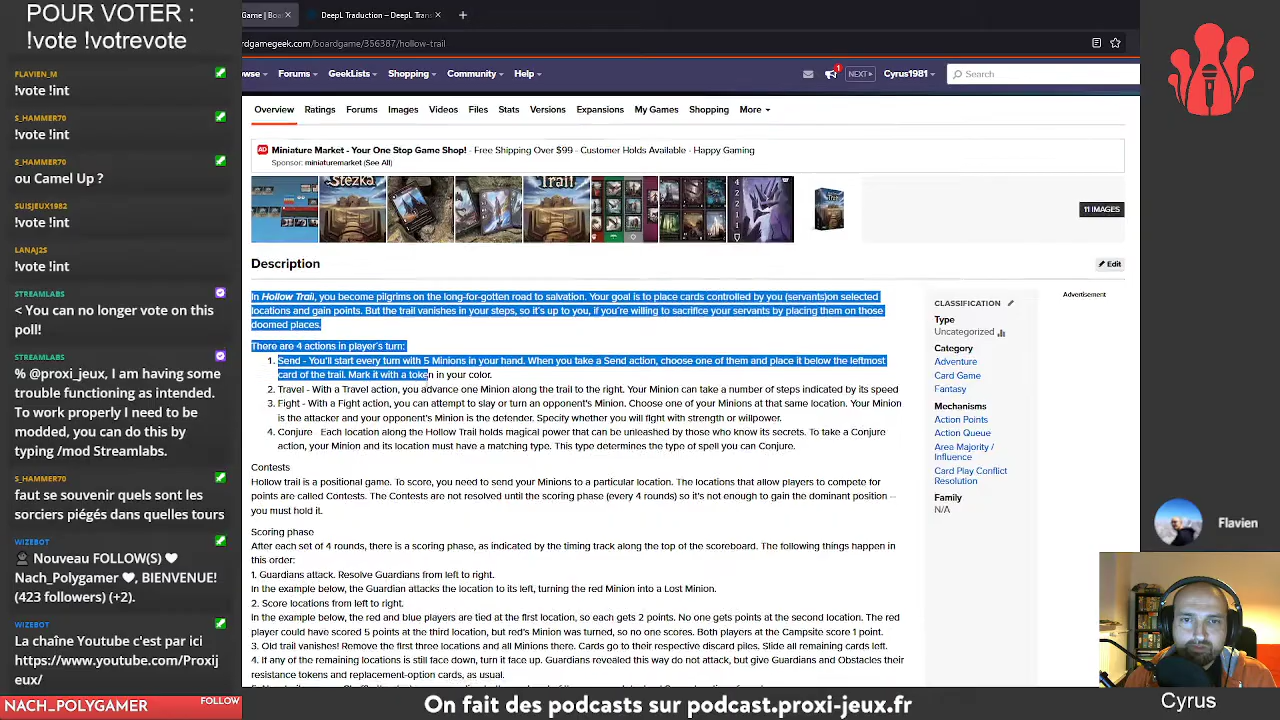 POUR VOTER :
!vote !votrevote
FLAVIEN_M
!vote !int
S_HAMMER70
!vote !int
S_HAMMER70
ou Camel Up ?
SUISJEUX1982
!vote !int
LANAJ2S
!vote !int
STREAMLABS
< You can only vote on this
poll!
STREAMLABS
% @proxi_jeux, I am having some
trouble functioning as intended.
To work properly I need to be
modded, you can do this by
typing /mod Streamlabs.
S_HAMMER70
faut se souvenir quels sont les
sorciers piégés dans quelles tours
WIZEBOT
Nouveau FOLLOW(S)
Nach_Polygamer , BIENVENUE!
(423 followers) (+2).
WIZEBOT
La chaîne Youtube c'est par ici
https://www.youtube.com/Proxij
eux/
NACH_POLYGAMER FOLLOW
ame | Boar
DeepL Traduction – DeepL Trans
rdgamegeek.com/boardgame/356387/hollow-trail
wse Forums GeekLists Shopping Community Help
1 NEXT Cyrus1981 Search
Overview Ratings Forums Images Videos Files Stats Versions Expansions My Games Shopping More
AD Miniature Market - Your One Stop Game Shop! - Free Shipping Over $99 - Customer Holds Available - Happy Gaming
Sponsor: miniaturemarket (See All)
Stezka
Trail
11 IMAGES
Description
Edit
In Hollow Trail, you become pilgrims on the long-for-gotten road to salvation. Your goal is to place cards controlled by you (servants)on selected
locations and gain points. But the trail vanishes in your steps, so it's up to you, if you're willing to sacrifice your servants by placing them on those
doomed places.
There are 4 actions in player's turn:
1. Send - You'll start every turn with 5 Minions in your hand. When you take a Send action, choose one of them and place it below the leftmost
card of the trail. Mark it with a token in your color.
2. Travel - With a Travel action, you advance one Minion along the trail to the right. Your Minion can take a number of steps indicated by its speed
3. Fight - With a Fight action, you can attempt to slay or turn an opponent's Minion. Choose one of your Minions at that same location. Your Minion
is the attacker and your opponent's Minion is the defender. Specify whether you will fight with strength or willpower.
4. Conjure - Each location along the Hollow Trail holds magical power that can be unleashed by those who know its secrets. To take a Conjure
action, your Minion and its location must have a matching type. This type determines the type of spell you can Conjure.
Contests
Hollow trail is a positional game. To score, you need to send your Minions to a particular location. The locations that allow players to compete for
points are called Contests. The Contests are not resolved until the scoring phase (every 4 rounds) so it's not enough to gain the dominant position --
you must hold it.
Scoring phase
After each set of 4 rounds, there is a scoring phase, as indicated by the timing track along the top of the scoreboard. The following things happen in
this order:
1. Guardians attack. Resolve Guardians from left to right.
In the example below, the Guardian attacks the location to its left, turning the red Minion into a Lost Minion.
2. Score locations from left to right.
In the example below, the red and blue players are tied at the first location, so each gets 2 points. No one gets points at the second location. The red
player could have scored 5 points at the third location, but red's Minion was turned, so no one scores. Both players at the Campsite score 1 point.
3. Old trail vanishes! Remove the first three locations and all Minions there. Cards go to their respective discard piles. Slide all remaining cards left.
4. If any of the remaining locations is still face down, turn it face up. Guardians revealed this way do not attack, but give Guardians and Obstacles their
resistance tokens and replacement-option cards, as usual.
CLASSIFICATION
Type
Uncategorized
Category
Adventure
Card Game
Fantasy
Mechanisms
Action Points
Action Queue
Area Majority /
Influence
Card Play Conflict
Resolution
Family
N/A
Advertisement
Flavien
On fait des podcasts sur podcast.proxi-jeux.fr
Cyrus